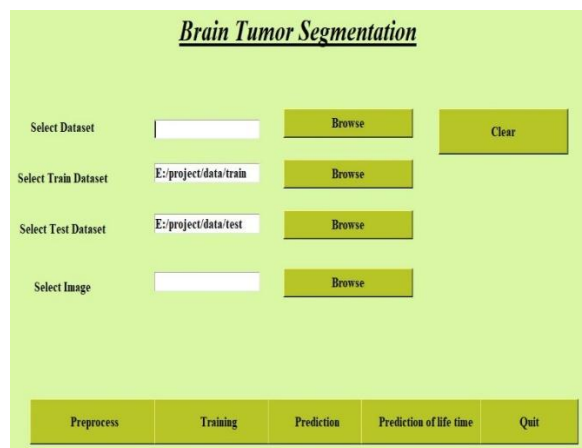 Brain Tumor Segmentation
Select Dataset Browse Clear
Select Train Dataset E:/project/data/train Browse
Select Test Dataset E:/project/data/test Browse
Select Image Browse
Preprocess Training Prediction Prediction of life time Quit